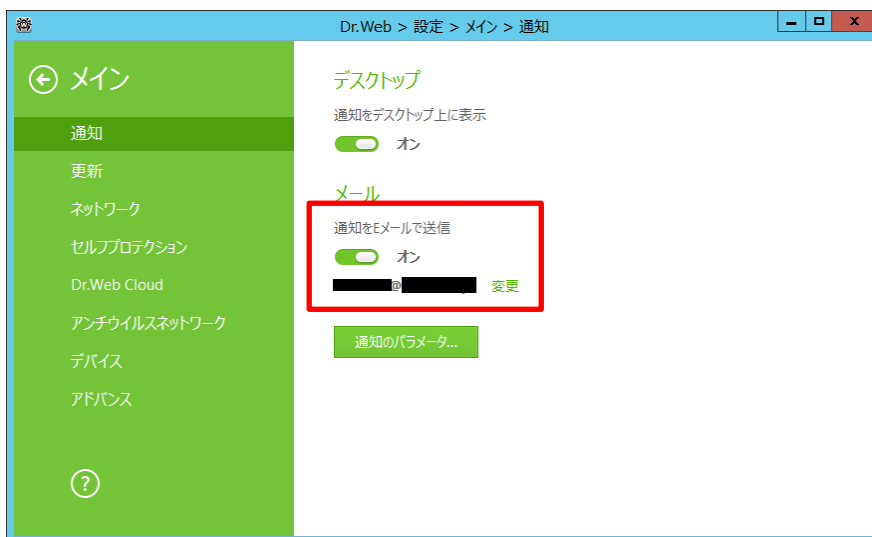 Dr.Web > 設定 > メイン > 通知
メイン
通知
更新
ネットワーク
セルフプロテクション
Dr.Web Cloud
アンチウイルスネットワーク
デバイス
アドバンス
?
デスクトップ
通知をデスクトップ上に表示
オン
メール
通知をEメールで送信
オン
@ 変更
通知のパラメータ...